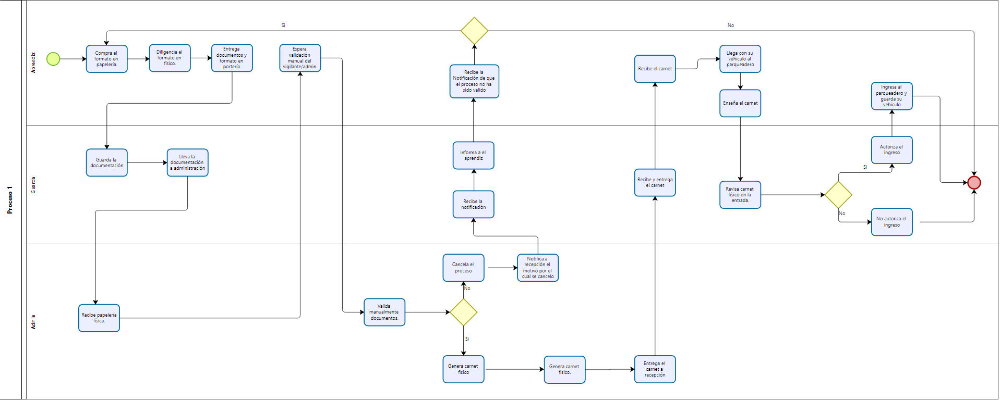 Proceso 1
Aprendiz
Si
No
Compra el
formato en
papelería.
Diligencia el
formato en
físico.
Entrega
documentos y
formato en
portería.
Espera
validación
manual del
vigilante/admin.
Recibe la
Notificación de que
el proceso no ha
sido valido
Recibe el carnet
Llega con su
vehiculo al
parqueadero
Enseña el carnet
Ingresa al
parqueadero y
guarda su
vehiculo
Guarda
Guarda la
documentación
Lleva la
documentación
a administración
Informa a el
aprendiz
Recibe la
notificación
Recibe y entrega
el carnet
Revisa carnet
físico en la
entrada.
Si
No
Autoriza el
ingreso
No autoriza el
ingreso
Admin
Recibe papelería
física.
Valida
manualmente
documentos.
Cancela el
proceso
Notifica a
recepción el
motivo por el
cual se cancelo
No
Si
Genera carnet
físico
Genera carnet
físico.
Entrega el
carnet a
recepción